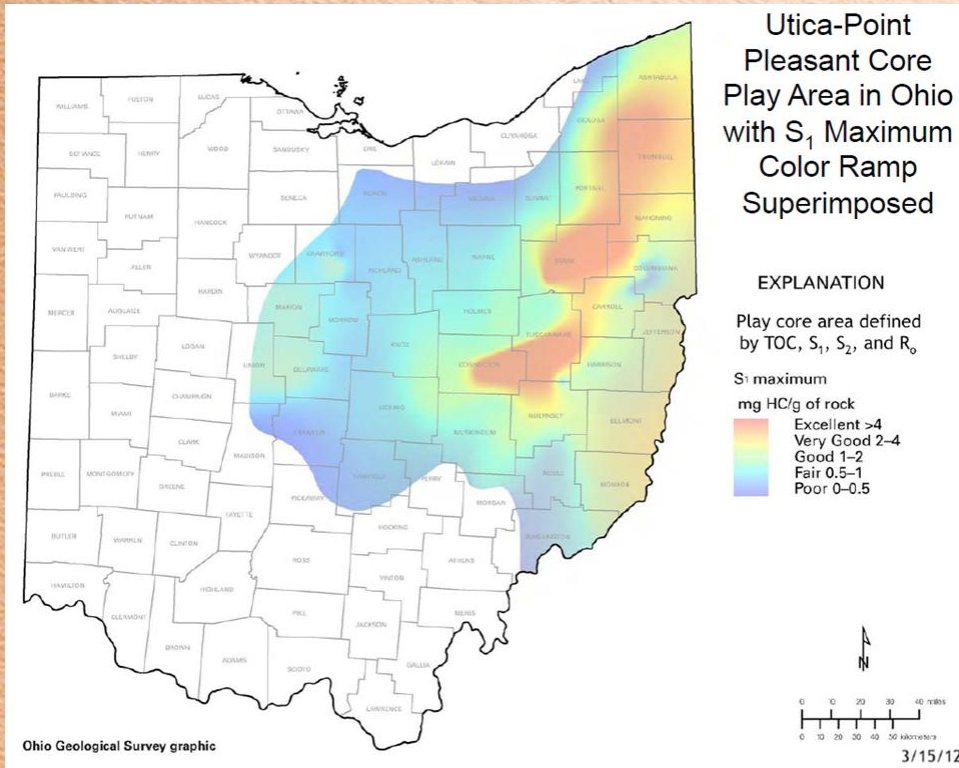 Utica-Point
Pleasant Core
Play Area in Ohio
with S₁ Maximum
Color Ramp
Superimposed
EXPLANATION
Play core area defined
by TOC, S₁, S₂, and Rₒ
S₁ maximum
mg HC/g of rock
Excellent >4
Very Good 2–4
Good 1–2
Fair 0.5–1
Poor 0–0.5
WILLIAMS
FULTON
LUCAS
OTTAWA
DEFIANCE
HENRY
WOOD
SANDUSKY
ERIE
LORAIN
CUYAHOGA
LAKE
GEAUGA
ASHTABULA
TRUMBULL
PAULDING
PUTNAM
HANCOCK
SENECA
HURON
MEDINA
SUMMIT
PORTAGE
MAHONING
VAN WERT
ALLEN
WYANDOT
CRAWFORD
RICHLAND
ASHLAND
WAYNE
STARK
COLUMBIANA
MERCER
AUGLAIZE
HARDIN
MARION
MORROW
KNOX
HOLMES
TUSCARAWAS
CARROLL
JEFFERSON
SHELBY
LOGAN
UNION
DELAWARE
COSHOCTON
HARRISON
DARKE
MIAMI
CHAMPAIGN
LICKING
MUSKINGUM
GUERNSEY
BELMONT
CLARK
FRANKLIN
MADISON
PREBLE
MONTGOMERY
GREENE
FAYETTE
PICKAWAY
FAIRFIELD
PERRY
MORGAN
NOBLE
MONROE
BUTLER
WARREN
CLINTON
ROSS
HOCKING
ATHENS
WASHINGTON
HAMILTON
CLERMONT
HIGHLAND
VINTON
MEIGS
BROWN
ADAMS
PIKE
JACKSON
SCIOTO
GALLIA
LAWRENCE
N
0 10 20 30 40 miles
0 10 20 30 40 50 kilometers
Ohio Geological Survey graphic
3/15/12